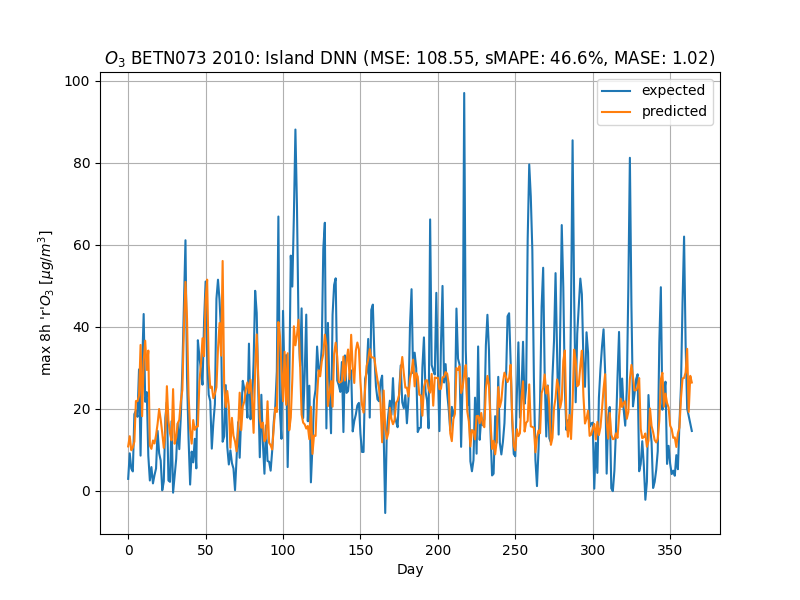 O₃ BETN073 2010: Island DNN (MSE: 108.55, sMAPE: 46.6%, MASE: 1.02)
expected
predicted
max 8h 'r'O₃ [μg/m³]
100
80
60
40
20
0
0 50 100 150 200 250 300 350
Day